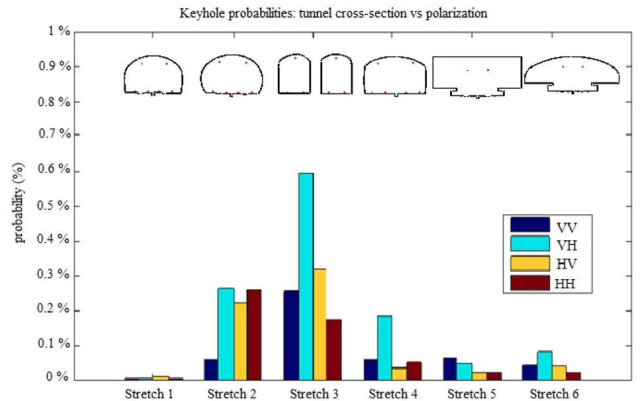 Keyhole probabilities: tunnel cross-section vs polarization
1 %
0.9 %
0.8 %
0.7 %
0.6 %
0.5 %
0.4 %
0.3 %
0.2 %
0.1 %
0 %
probability (%)
VV
VH
HV
HH
Stretch 1 Stretch 2 Stretch 3 Stretch 4 Stretch 5 Stretch 6